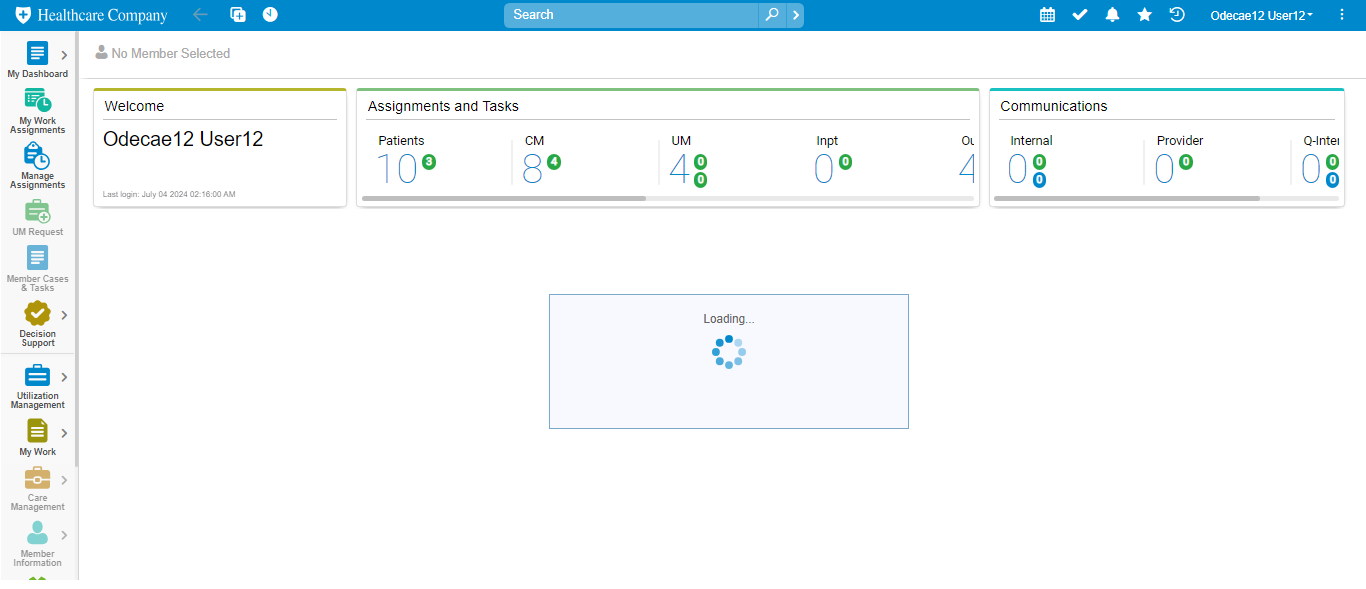 Healthcare Company
Search
Odecae12 User12
No Member Selected
My Dashboard
My Work
Assignments
Manage
Assignments
UM Request
Member Cases
& Tasks
Decision
Support
Utilization
Management
My Work
Care
Management
Member
Information
Welcome
Odecae12 User12
Last login: July 04 2024 02:16:00 AM
Assignments and Tasks
Patients
10 3
CM
8 4
UM
4 0
0
Inpt
0 0
Ou
4
Communications
Internal
0 0
0
Provider
0 0
Q-Inter
0 0
0
Loading...